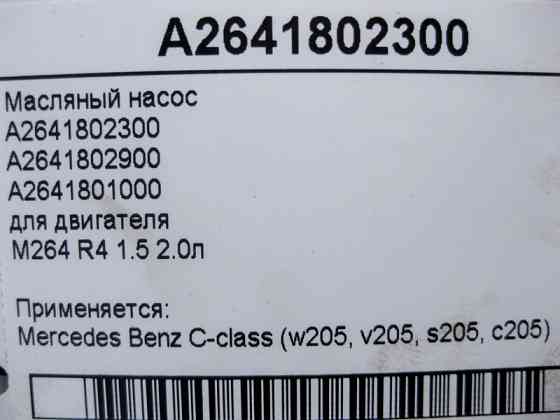 A2641802300
Масляный насос
A2641802300
A2641802900
A2641801000
для двигателя
M264 R4 1.5 2.0л
Применяется:
Mercedes Benz C-class (w205, v205, s205, c205)